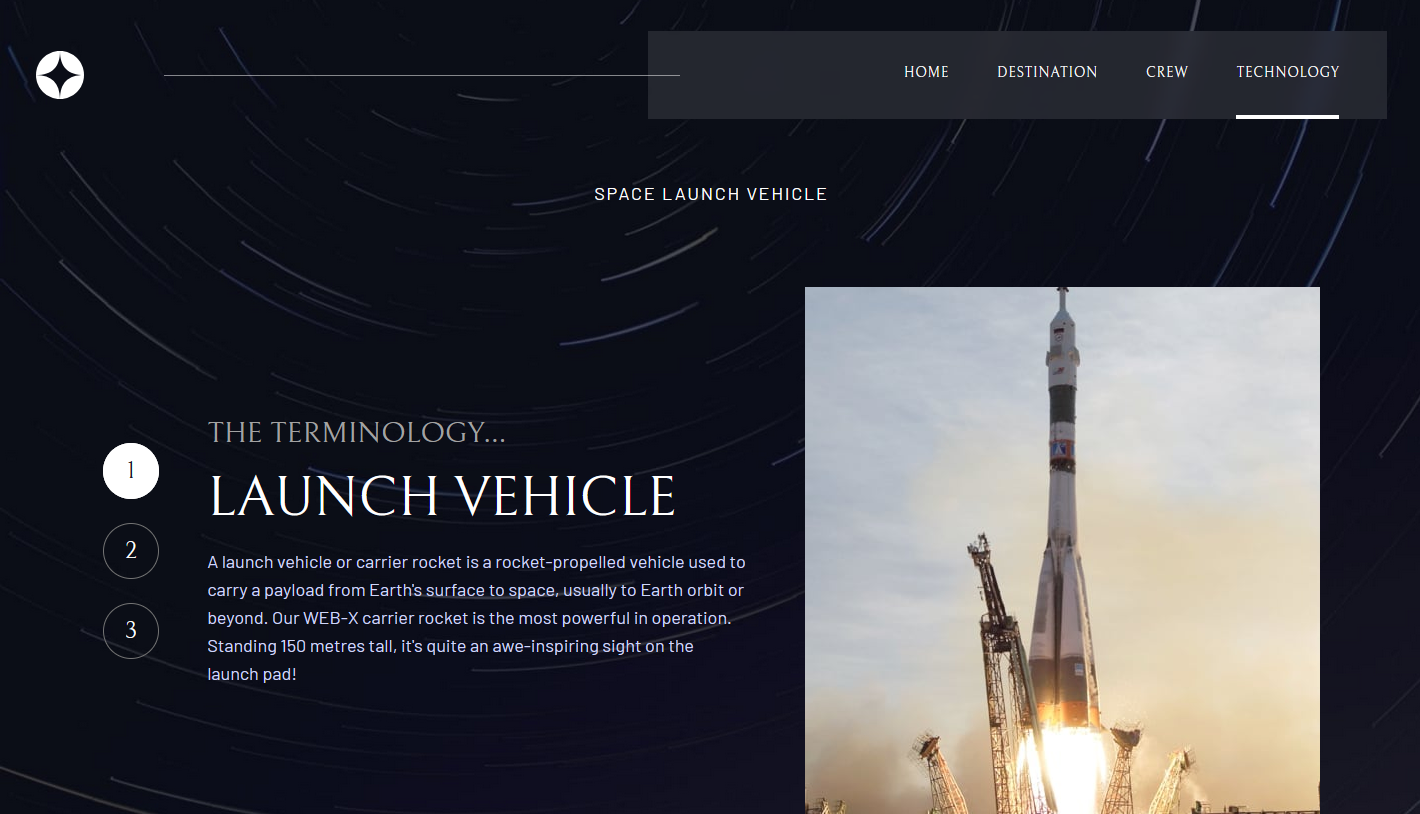 HOME DESTINATION CREW TECHNOLOGY
SPACE LAUNCH VEHICLE
1
2
3
THE TERMINOLOGY...
LAUNCH VEHICLE
A launch vehicle or carrier rocket is a rocket-propelled vehicle used to
carry a payload from Earth's surface to space, usually to Earth orbit or
beyond. Our WEB-X carrier rocket is the most powerful in operation.
Standing 150 metres tall, it's quite an awe-inspiring sight on the
launch pad!